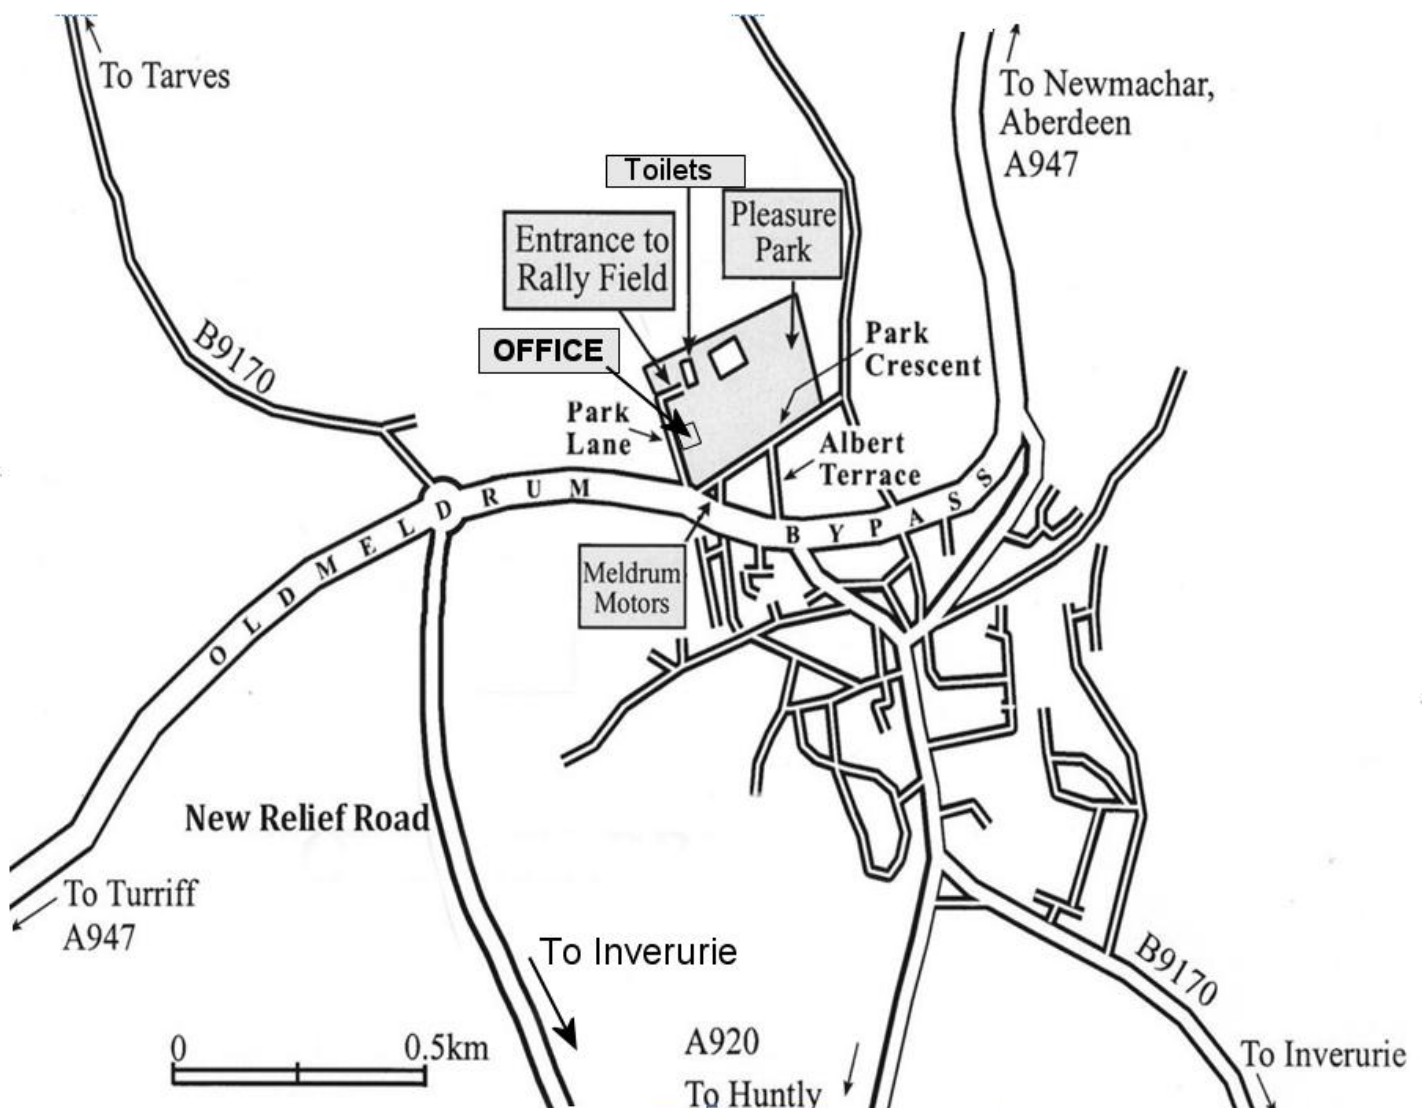 To Tarves
To Newmachar,
Aberdeen
A947
Toilets
Pleasure
Park
Entrance to
Rally Field
OFFICE
B9170
Park
Crescent
Park
Lane
Albert
Terrace
OLD MELDRUM BYPASS
Meldrum
Motors
New Relief Road
To Turriff
A947
To Inverurie
B9170
0 0.5km
A920
To Huntly
To Inverurie